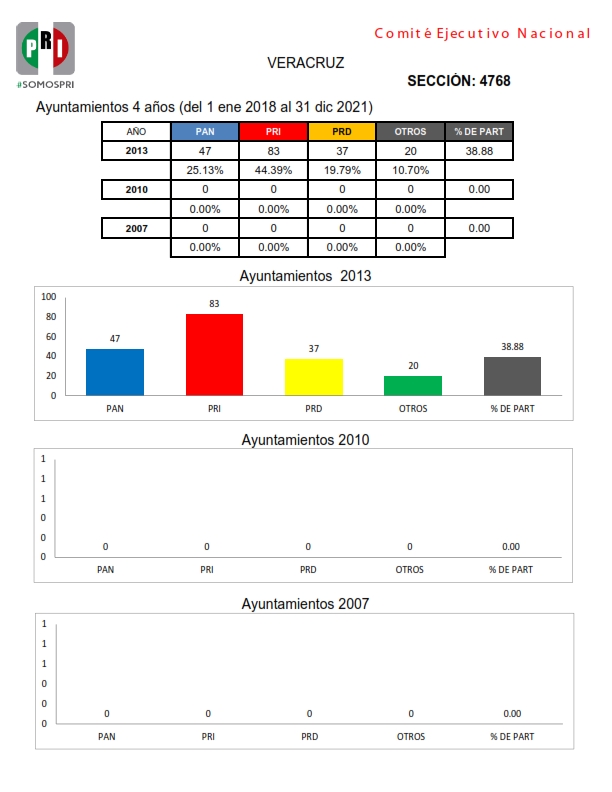 Comité Ejecutivo Nacional
PRI
#SOMOSPRI
VERACRUZ
SECCIÓN: 4768
Ayuntamientos 4 años (del 1 ene 2018 al 31 dic 2021)
AÑO PAN PRI PRD OTROS % DE PART
2013 47 83 37 20 38.88
25.13% 44.39% 19.79% 10.70%
2010 0 0 0 0 0.00
0.00% 0.00% 0.00% 0.00%
2007 0 0 0 0 0.00
0.00% 0.00% 0.00% 0.00%
Ayuntamientos 2013
100
80
60
40
20
0
47 83 37 20 38.88
PAN PRI PRD OTROS % DE PART
Ayuntamientos 2010
1
1
1
0
0
0
0 0 0 0 0.00
PAN PRI PRD OTROS % DE PART
Ayuntamientos 2007
1
1
1
0
0
0
0 0 0 0 0.00
PAN PRI PRD OTROS % DE PART